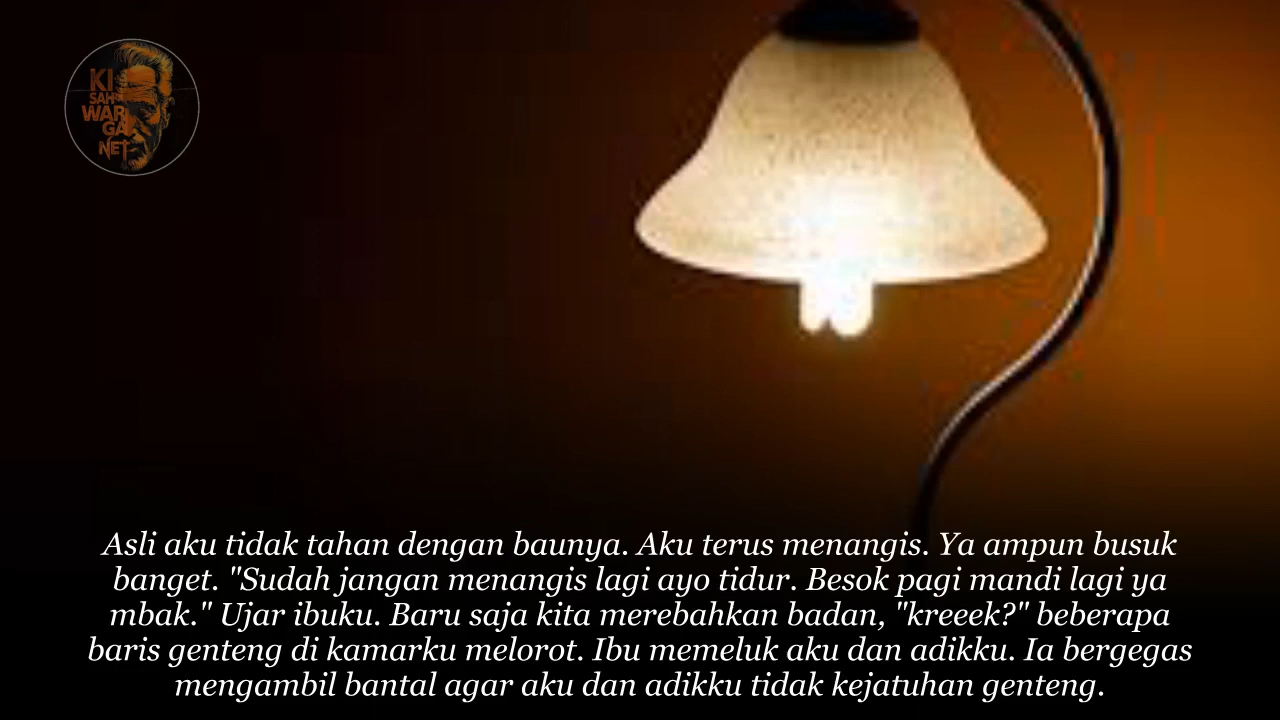 KI
SAH
WAR
GA
NET
Asli aku tidak tahan dengan baunya. Aku terus menangis. Ya ampun busuk
banget. "Sudah jangan menangis lagi ayo tidur. Besok pagi mandi lagi ya
mbak." Ujar ibuku. Baru saja kita merebahkan badan, "kreeek?" beberapa
baris genteng di kamarku melorot. Ibu memeluk aku dan adikku. Ia bergegas
mengambil bantal agar aku dan adikku tidak kejatuhan genteng.